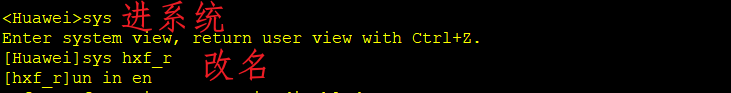 <Huawei>sys 进系统
Enter system view, return user view with Ctrl+Z.
[Huawei]sys hxf_r 改名
[hxf_r]un in en